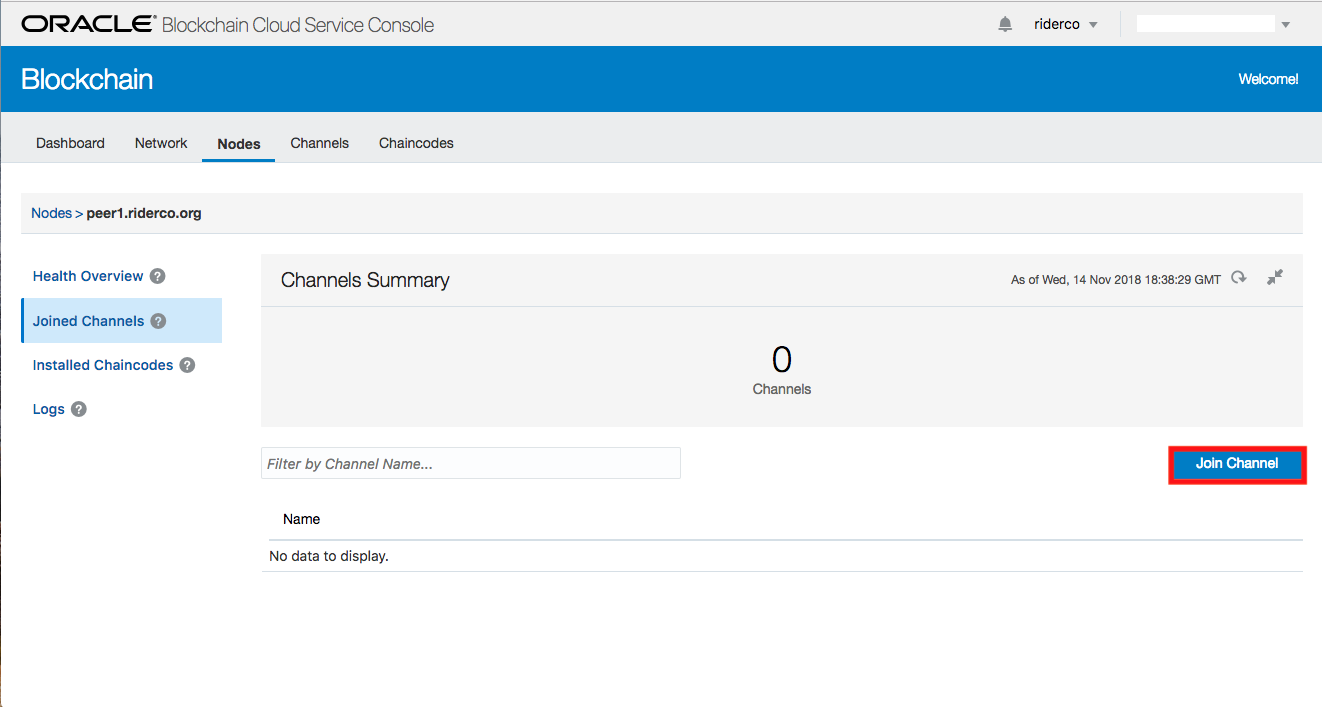 ORACLE® Blockchain Cloud Service Console
riderco
Blockchain
Welcome!
Dashboard Network Nodes Channels Chaincodes
Nodes > peer1.riderco.org
Health Overview ?
Joined Channels ?
Installed Chaincodes ?
Logs ?
Channels Summary
As of Wed, 14 Nov 2018 18:38:29 GMT
0
Channels
Filter by Channel Name...
Join Channel
Name
No data to display.